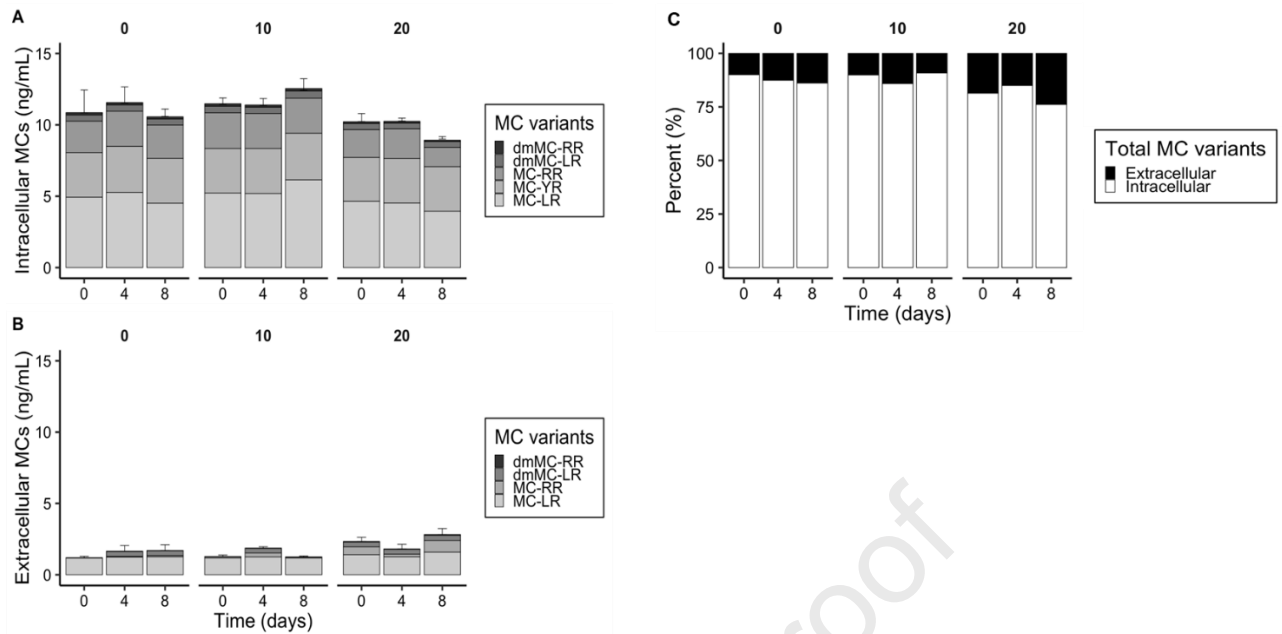 A
0 10 20
Intracellular MCs (ng/mL)
15
10
5
0
0 4 8 0 4 8 0 4 8
MC variants
dmMC-RR
dmMC-LR
MC-RR
MC-YR
MC-LR
B
0 10 20
Extracellular MCs (ng/mL)
15
10
5
0
0 4 8 0 4 8 0 4 8
Time (days)
MC variants
dmMC-RR
dmMC-LR
MC-RR
MC-LR
C
0 10 20
Percent (%)
100
75
50
25
0
0 4 8 0 4 8 0 4 8
Time (days)
Total MC variants
Extracellular
Intracellular
roof